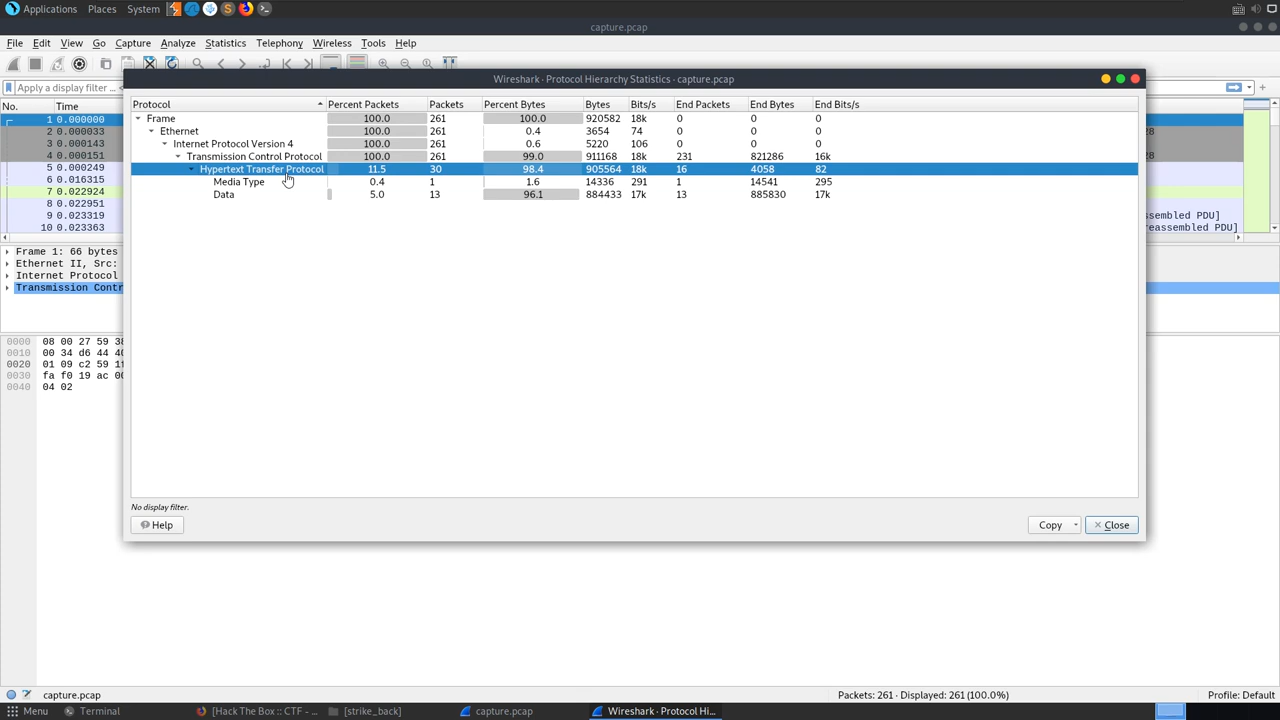 Applications Places System
capture.pcap
File Edit View Go Capture Analyze Statistics Telephony Wireless Tools Help
Wireshark · Protocol Hierarchy Statistics · capture.pcap
Apply a display filter ...
No. Time
1 0.000000
2 0.000033
3 0.000143
4 0.000151
5 0.000249
6 0.016315
7 0.022924
8 0.022951
9 0.023319
10 0.023363
28
28
sembled PDU]
eassembled PDU]
Frame 1: 66 bytes
Ethernet II, Src:
Internet Protocol
Transmission Contr
0000 08 00 27 59 38
0010 00 34 d6 44 40
0020 01 09 c2 59 1f
0030 fa f0 19 ac 00
0040 04 02
Protocol Percent Packets Packets Percent Bytes Bytes Bits/s End Packets End Bytes End Bits/s
Frame 100.0 261 100.0 920582 18k 0 0 0
Ethernet 100.0 261 0.4 3654 74 0 0 0
Internet Protocol Version 4 100.0 261 0.6 5220 106 0 0 0
Transmission Control Protocol 100.0 261 99.0 911168 18k 231 821286 16k
Hypertext Transfer Protocol 11.5 30 98.4 905564 18k 16 4058 82
Media Type 0.4 1 1.6 14336 291 1 14541 295
Data 5.0 13 96.1 884433 17k 13 885830 17k
No display filter.
Help Copy Close
capture.pcap Packets: 261 · Displayed: 261 (100.0%) Profile: Default
Menu Terminal [Hack The Box :: CTF - ... [strike_back] capture.pcap Wireshark · Protocol Hi...